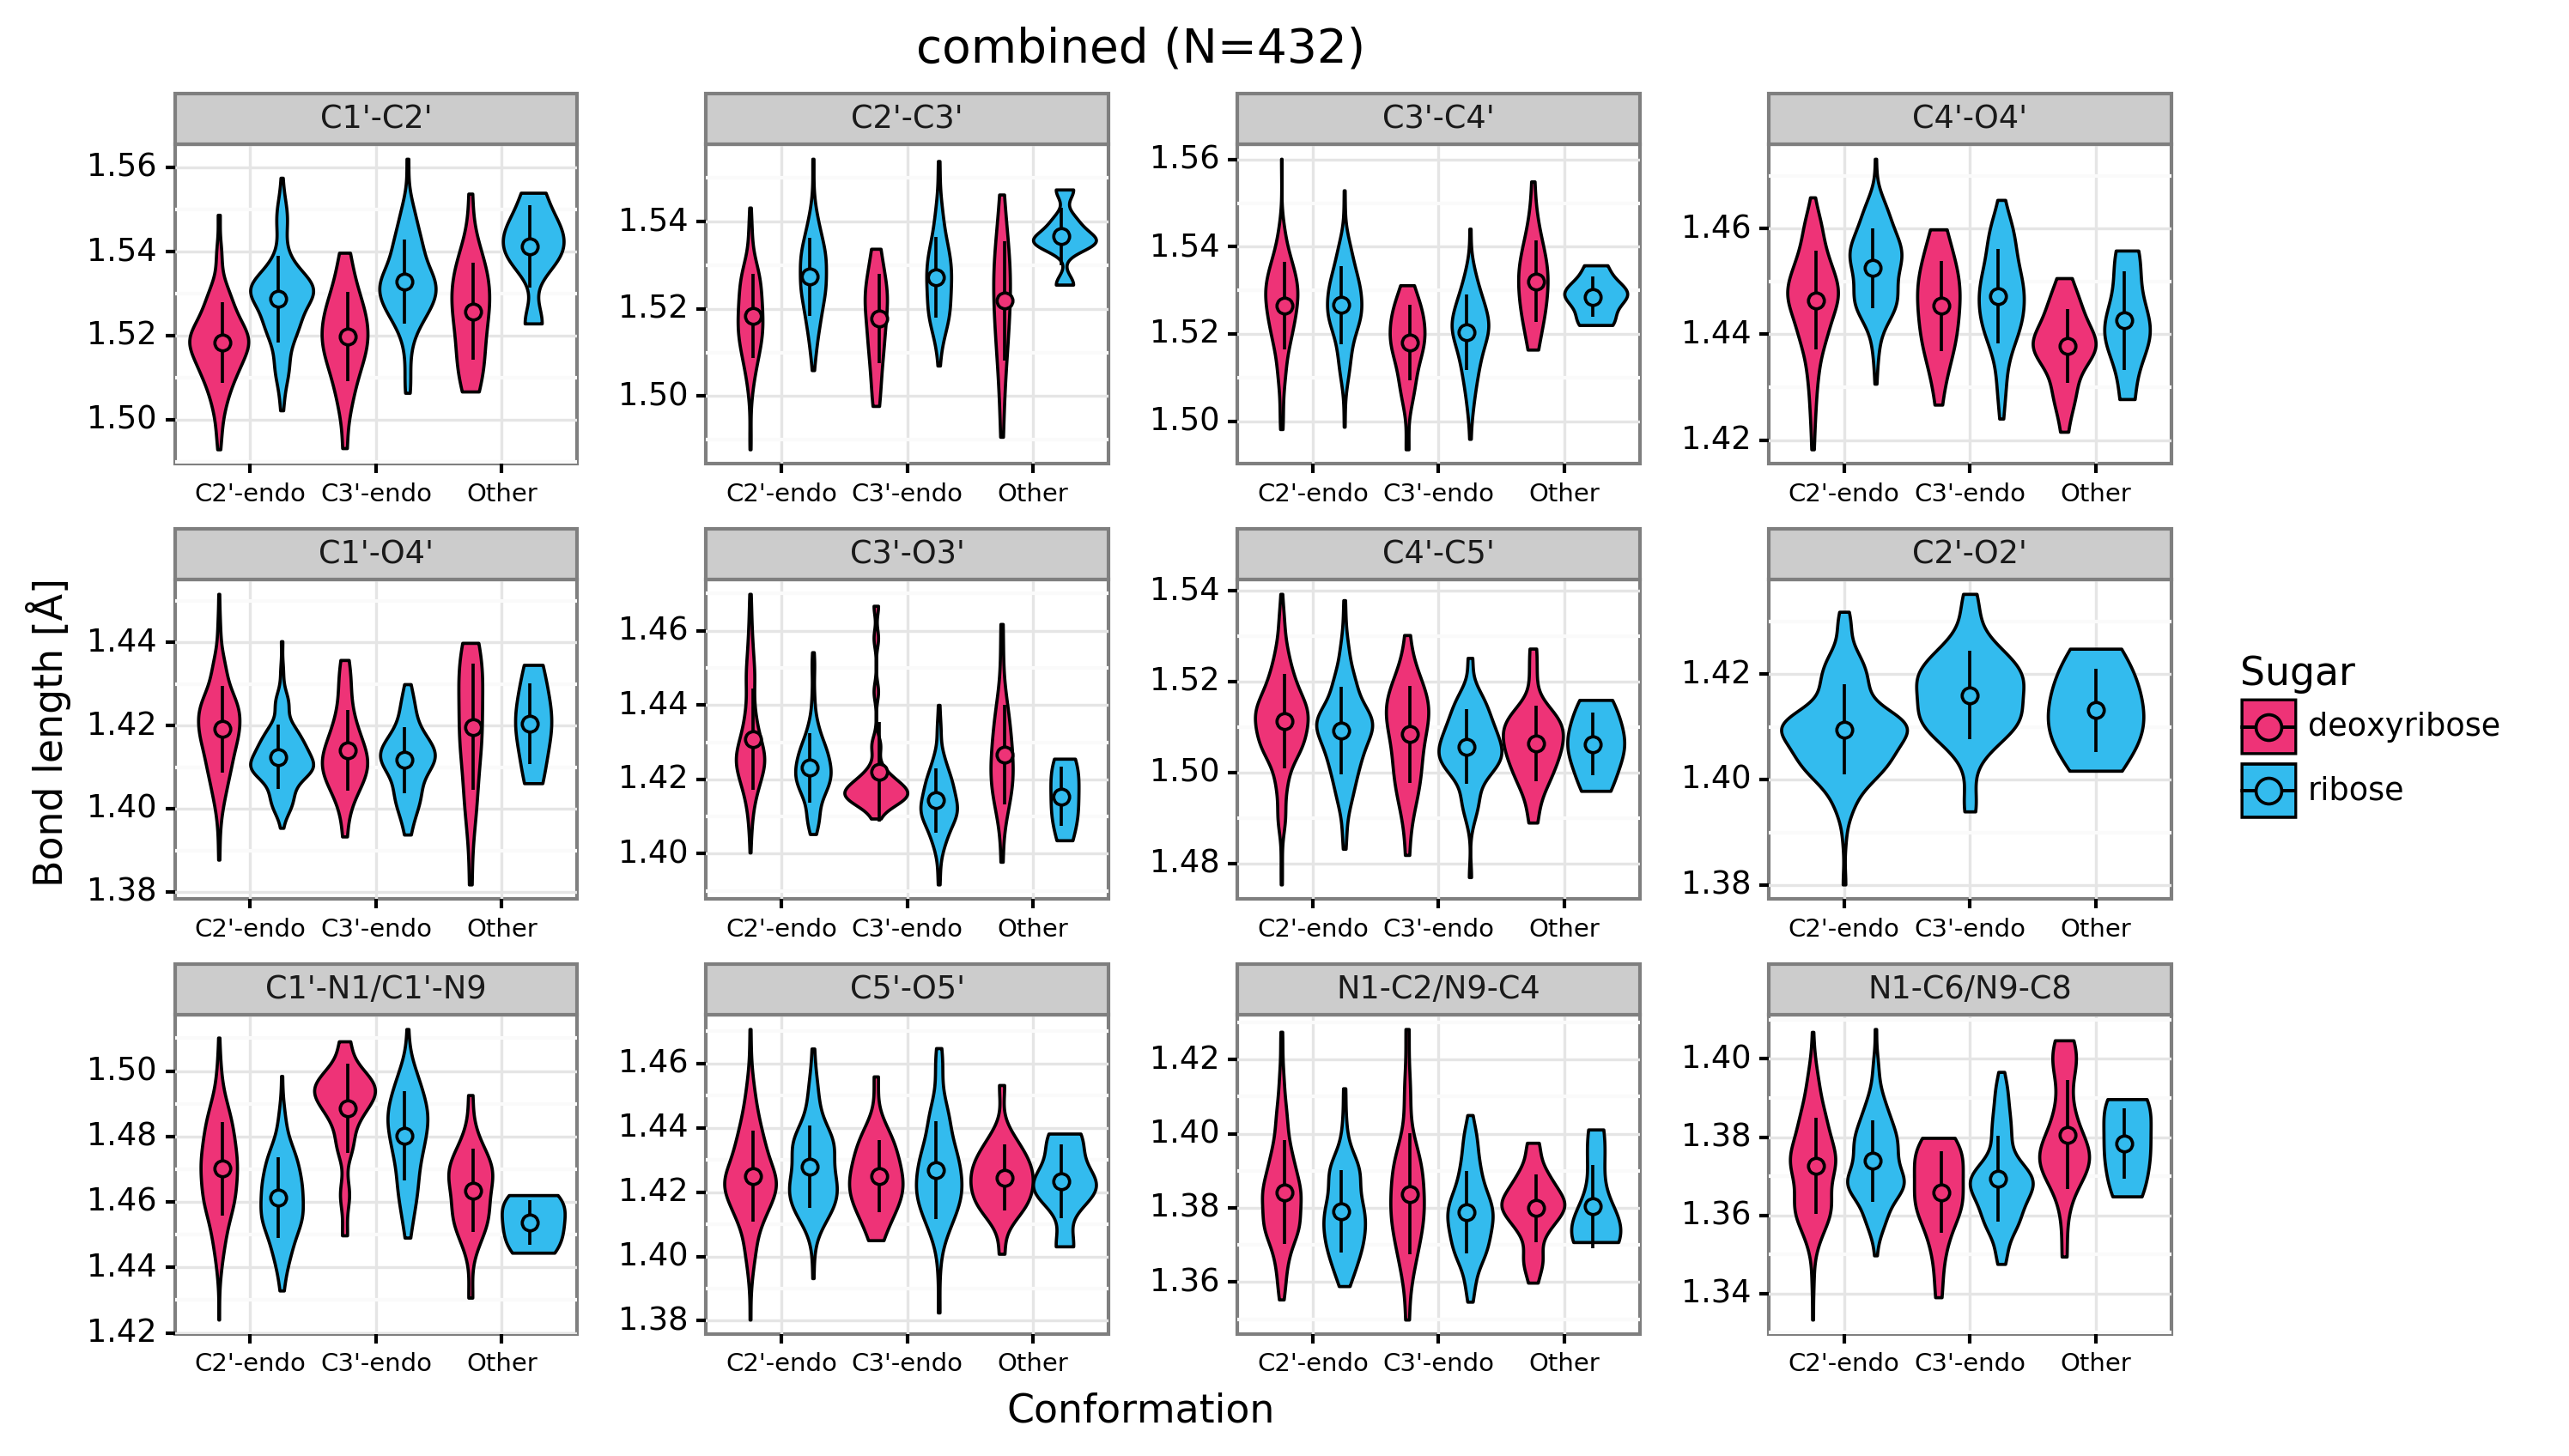 combined (N=432)
C1'-C2'
C2'-C3'
C3'-C4'
C4'-O4'
1.56
1.54
1.52
1.50
1.54
1.52
1.50
1.56
1.54
1.52
1.50
1.46
1.44
1.42
C2'-endo C3'-endo Other
C2'-endo C3'-endo Other
C2'-endo C3'-endo Other
C2'-endo C3'-endo Other
Bond length [Å]
C1'-O4'
C3'-O3'
C4'-C5'
C2'-O2'
1.44
1.42
1.40
1.38
1.46
1.44
1.42
1.40
1.54
1.52
1.50
1.48
1.42
1.40
1.38
C2'-endo C3'-endo Other
C2'-endo C3'-endo Other
C2'-endo C3'-endo Other
C2'-endo C3'-endo Other
Sugar
deoxyribose
ribose
C1'-N1/C1'-N9
C5'-O5'
N1-C2/N9-C4
N1-C6/N9-C8
1.50
1.48
1.46
1.44
1.42
1.46
1.44
1.42
1.40
1.38
1.42
1.40
1.38
1.36
1.40
1.38
1.36
1.34
C2'-endo C3'-endo Other
C2'-endo C3'-endo Other
C2'-endo C3'-endo Other
C2'-endo C3'-endo Other
Conformation